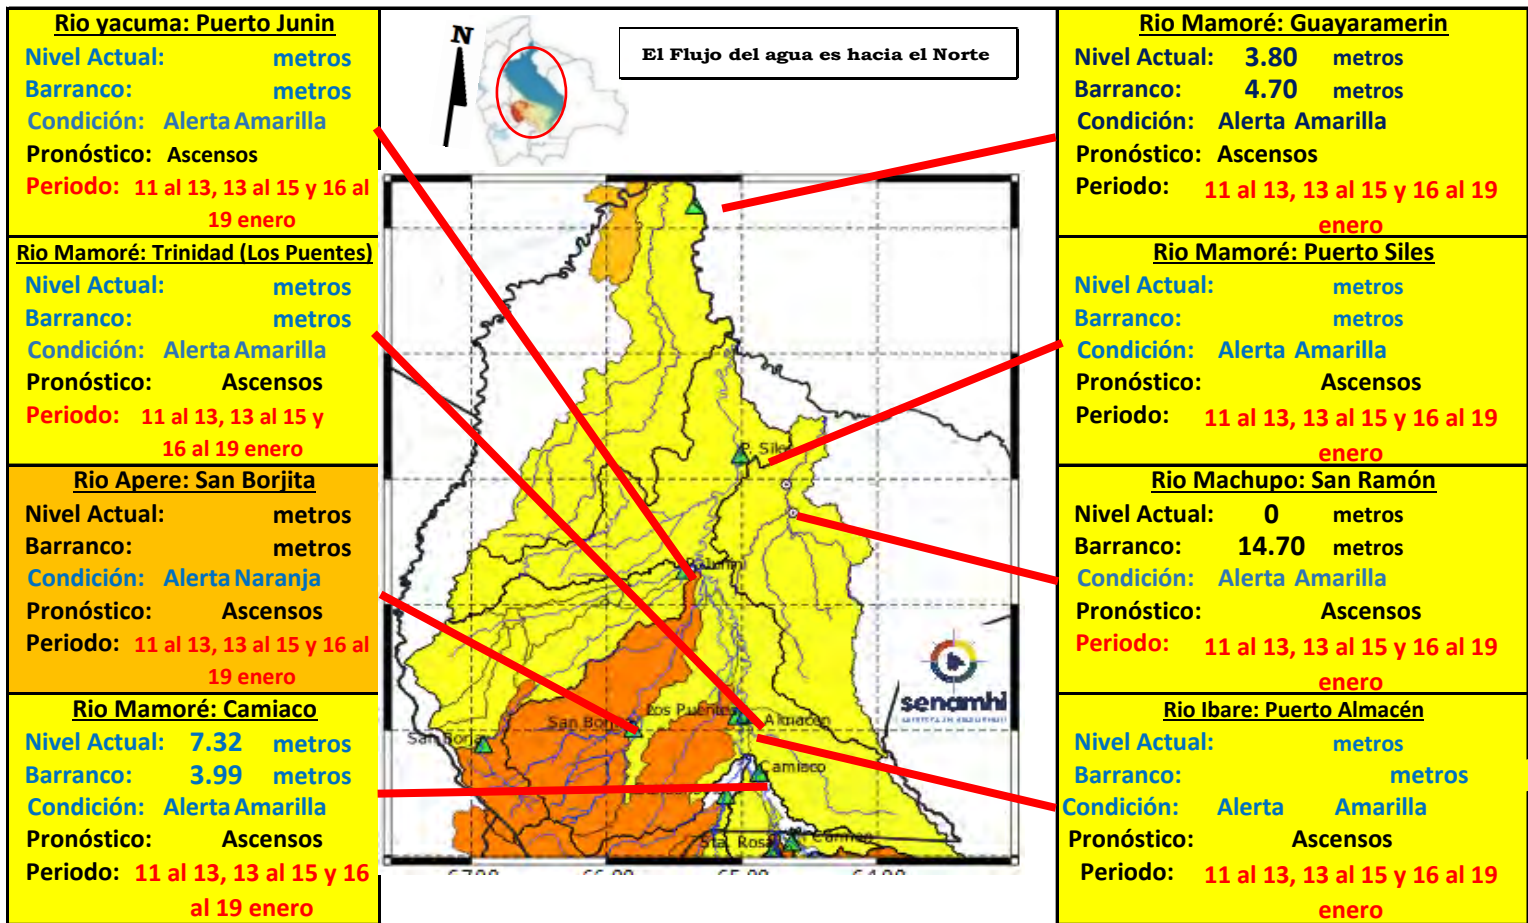 Rio yacuma: Puerto Junin
Nivel Actual: metros
Barranco: metros
Condición: Alerta Amarilla
Pronóstico: Ascensos
Periodo: 11 al 13, 13 al 15 y 16 al
19 enero
Rio Mamoré: Trinidad (Los Puentes)
Nivel Actual: metros
Barranco: metros
Condición: Alerta Amarilla
Pronóstico: Ascensos
Periodo: 11 al 13, 13 al 15 y
16 al 19 enero
Rio Apere: San Borjita
Nivel Actual: metros
Barranco: metros
Condición: Alerta Naranja
Pronóstico: Ascensos
Periodo: 11 al 13, 13 al 15 y 16 al
19 enero
Rio Mamoré: Camiaco
Nivel Actual: 7.32 metros
Barranco: 3.99 metros
Condición: Alerta Amarilla
Pronóstico: Ascensos
Periodo: 11 al 13, 13 al 15 y 16
al 19 enero
N
El Flujo del agua es hacia el Norte
P. Siles
P. Junin
San Borja
Los Puentes
Almacén
San Borja
Camiaco
Sta. Rosa
Carmen
senamhi
Rio Mamoré: Guayaramerin
Nivel Actual: 3.80 metros
Barranco: 4.70 metros
Condición: Alerta Amarilla
Pronóstico: Ascensos
Periodo: 11 al 13, 13 al 15 y 16 al 19
enero
Rio Mamoré: Puerto Siles
Nivel Actual: metros
Barranco: metros
Condición: Alerta Amarilla
Pronóstico: Ascensos
Periodo: 11 al 13, 13 al 15 y 16 al 19
enero
Rio Machupo: San Ramón
Nivel Actual: 0 metros
Barranco: 14.70 metros
Condición: Alerta Amarilla
Pronóstico: Ascensos
Periodo: 11 al 13, 13 al 15 y 16 al 19
enero
Rio Ibare: Puerto Almacén
Nivel Actual: metros
Barranco: metros
Condición: Alerta Amarilla
Pronóstico: Ascensos
Periodo: 11 al 13, 13 al 15 y 16 al 19
enero